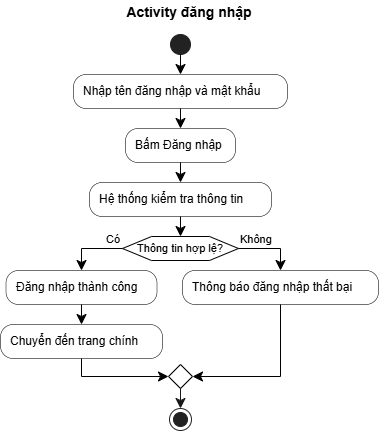 Activity đăng nhập
Nhập tên đăng nhập và mật khẩu
Bấm Đăng nhập
Hệ thống kiểm tra thông tin
Có
Thông tin hợp lệ?
Không
Đăng nhập thành công
Thông báo đăng nhập thất bại
Chuyển đến trang chính